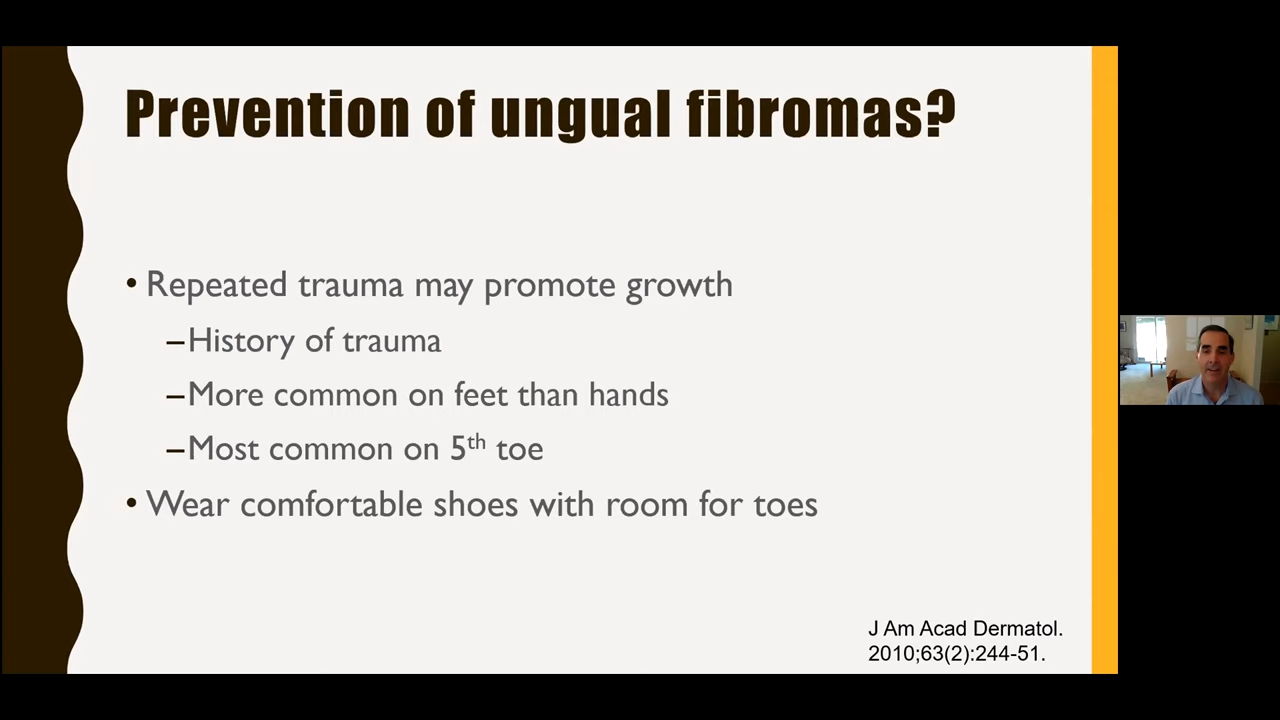 Prevention of ungual fibromas?
• Repeated trauma may promote growth
–History of trauma
–More common on feet than hands
–Most common on 5th toe
• Wear comfortable shoes with room for toes
J Am Acad Dermatol.
2010;63(2):244-51.